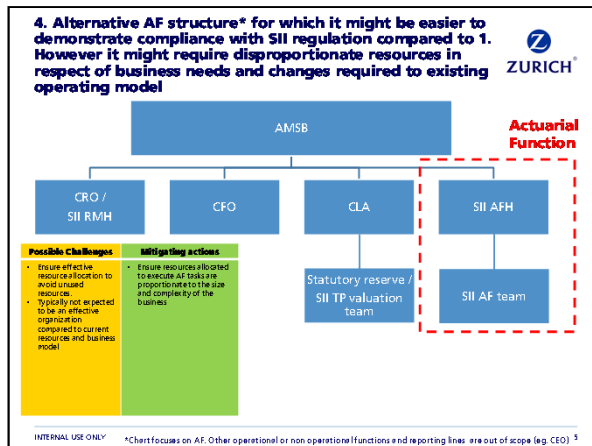 4. Alternative AF structure* for which it might be easier to
demonstrate compliance with SII regulation compared to 1.
However it might require disproportionate resources in
respect of business needs and changes required to existing
operating model
ZURICH®
AMSB
Actuarial
Function
CRO /
SII RMH
CFO
CLA
SII AFH
Possible Challenges
• Ensure effective
resource allocation to
avoid unused
resources.
• Typically not expected
to be an effective
organization
compared to current
resources and business
model
Mitigating actions
• Ensure resources allocated
to execute AF tasks are
proportionate to the size
and complexity of the
business
Statutory reserve /
SII TP valuation
team
SII AF team
INTERNAL USE ONLY
*Chart focuses on AF. Other operational or non operational functions and reporting lines are out of scope (eg. CEO)
5